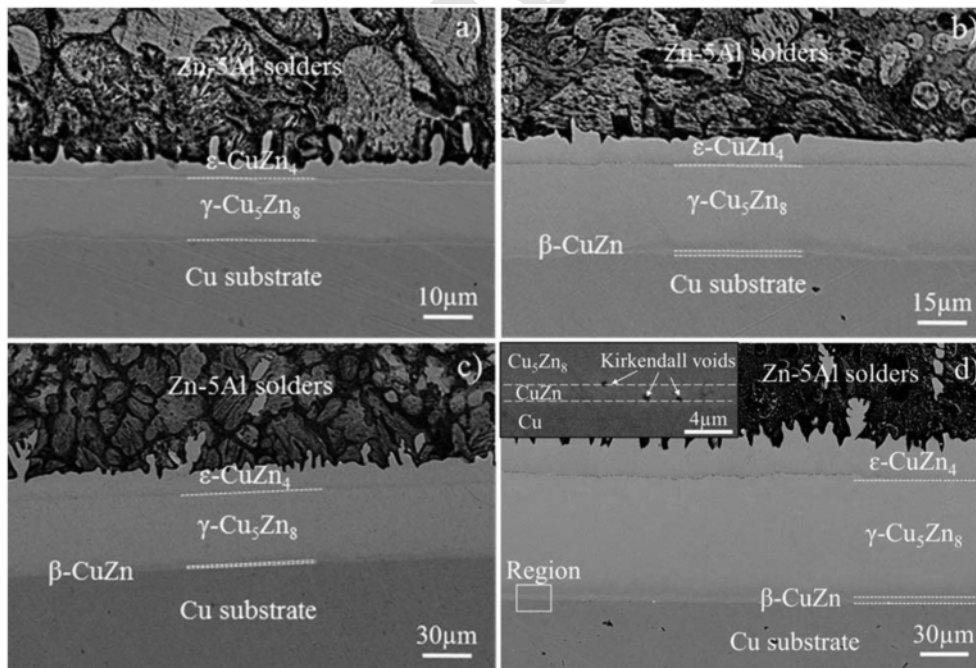 a)
Zn-5Al solders
ε-CuZn₄
γ-Cu₅Zn₈
Cu substrate
10μm
b)
Zn-5Al solders
ε-CuZn₄
γ-Cu₅Zn₈
β-CuZn
Cu substrate
15μm
c)
Zn-5Al solders
ε-CuZn₄
γ-Cu₅Zn₈
β-CuZn
Cu substrate
30μm
d)
Cu₅Zn₈
Kirkendall voids
CuZn
Cu
4μm
Zn-5Al solders
ε-CuZn₄
γ-Cu₅Zn₈
Region
β-CuZn
Cu substrate
30μm